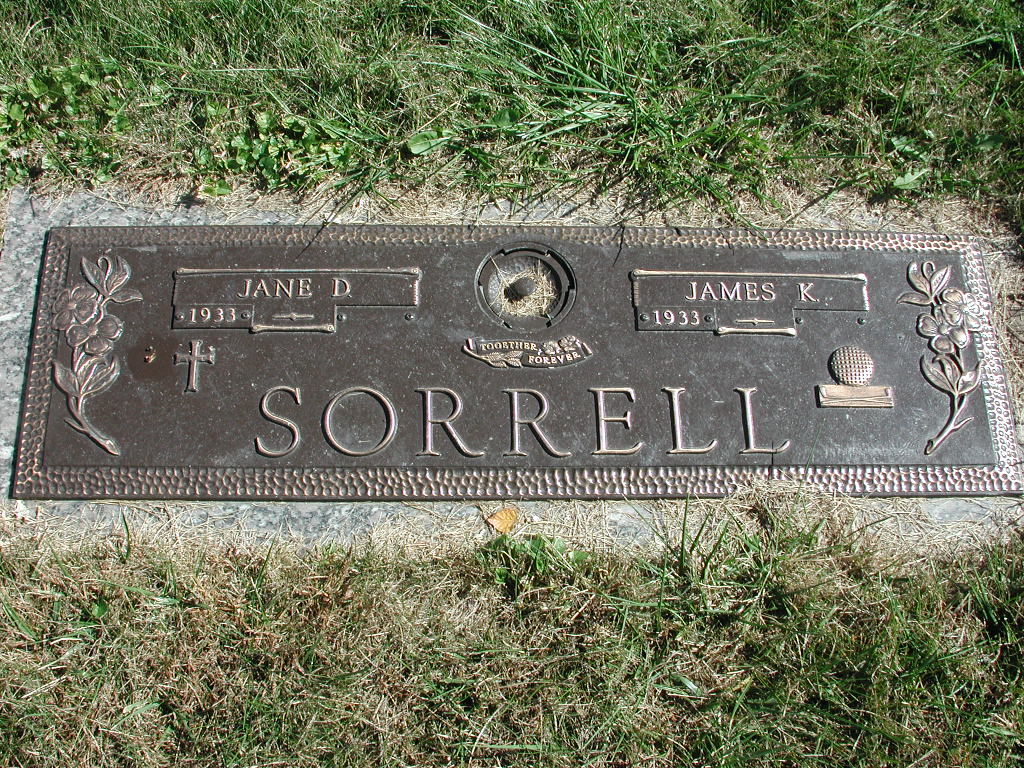 JANE D.
1933
JAMES K.
1933
TOGETHER,
FOREVER
SORRELL